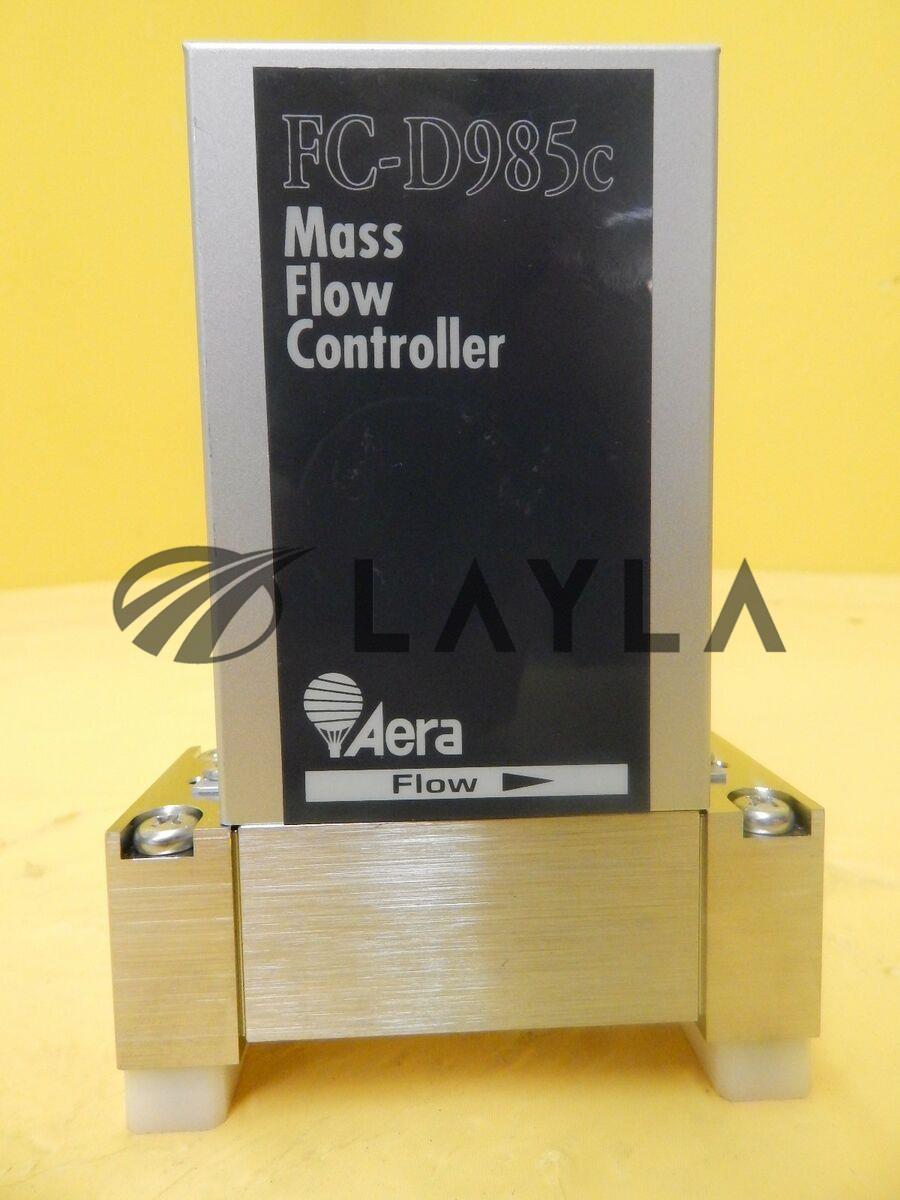 FC-D985c
Mass
Flow
Controller
LAYLA
Aera
Flow